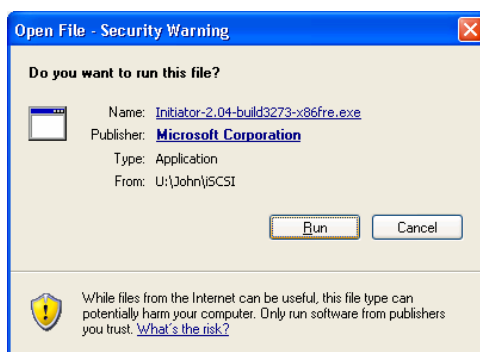 Open File - Security Warning
Do you want to run this file?
Name: Initiator-2.04-build3273-x86fre.exe
Publisher: Microsoft Corporation
Type: Application
From: U:\John\iSCSI
Run Cancel
While files from the Internet can be useful, this file type can
potentially harm your computer. Only run software from publishers
you trust. What's the risk?